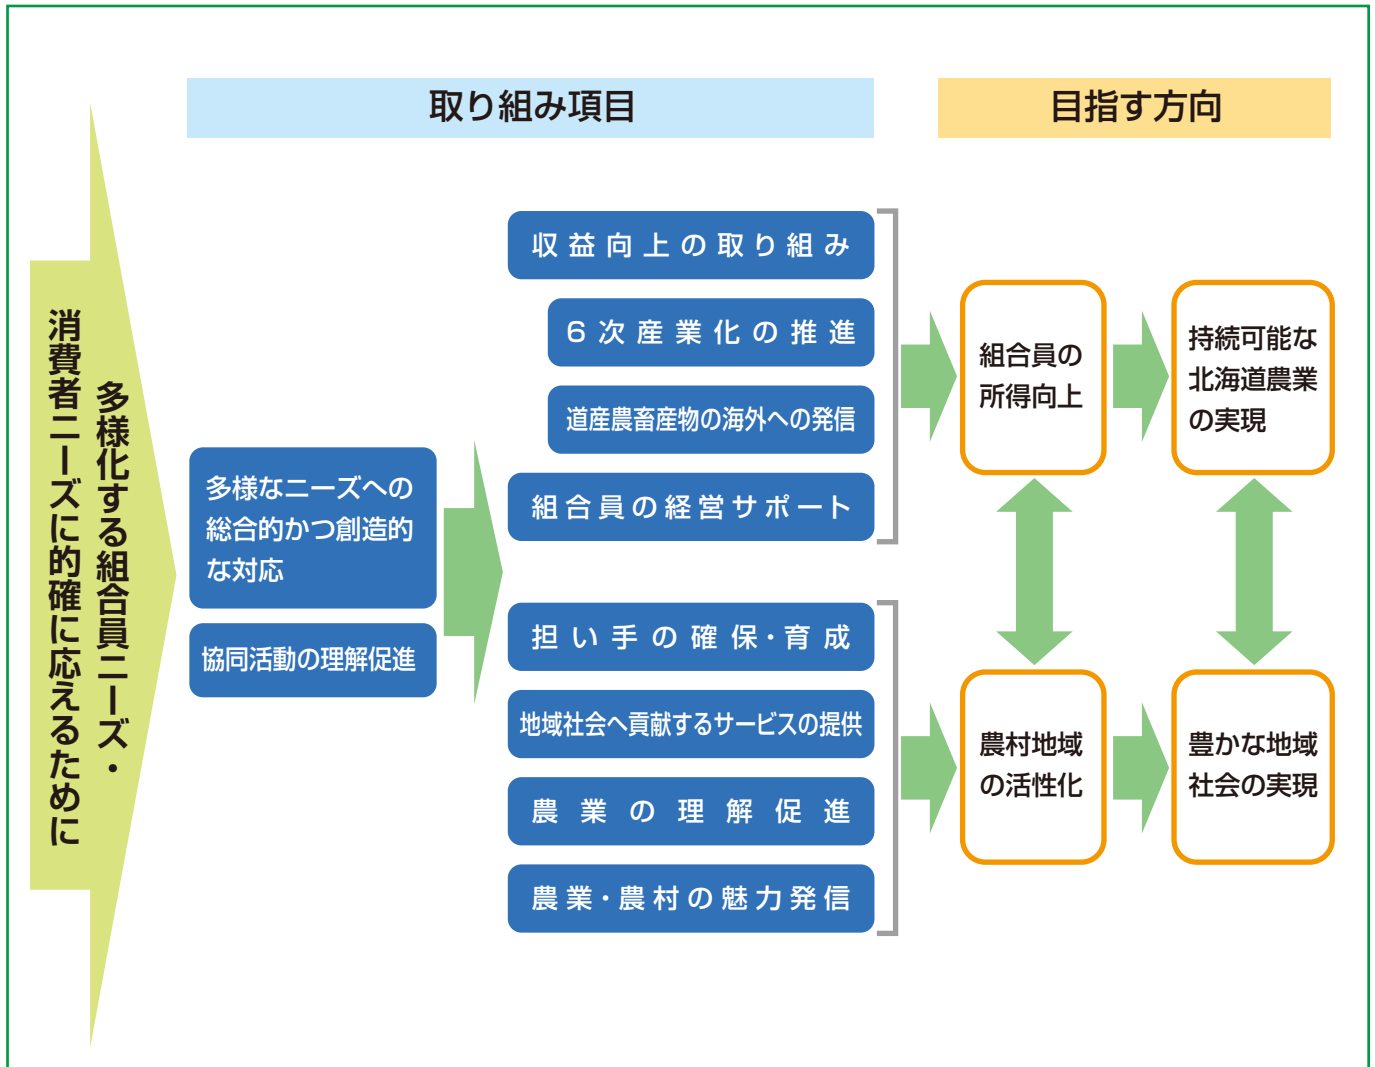 取り組み項目
目指す方向
多様化する組合員ニーズ・
消費者ニーズに的確に応えるために
多様なニーズへの
総合的かつ創造的
な対応
協同活動の理解促進
収益向上の取り組み
6次産業化の推進
道産農畜産物の海外への発信
組合員の経営サポート
担い手の確保・育成
地域社会へ貢献するサービスの提供
農業の理解促進
農業・農村の魅力発信
組合員の
所得向上
持続可能な
北海道農業
の実現
農村地域
の活性化
豊かな地域
社会の実現